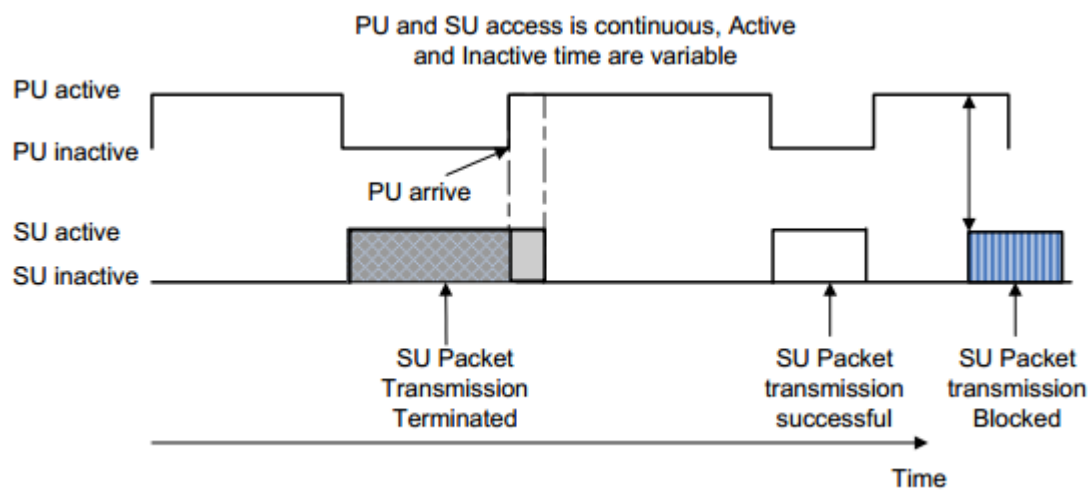 PU and SU access is continuous, Active
and Inactive time are variable
PU active
PU inactive
PU arrive
SU active
SU inactive
SU Packet
Transmission
Terminated
SU Packet
transmission
successful
SU Packet
transmission
Blocked
Time